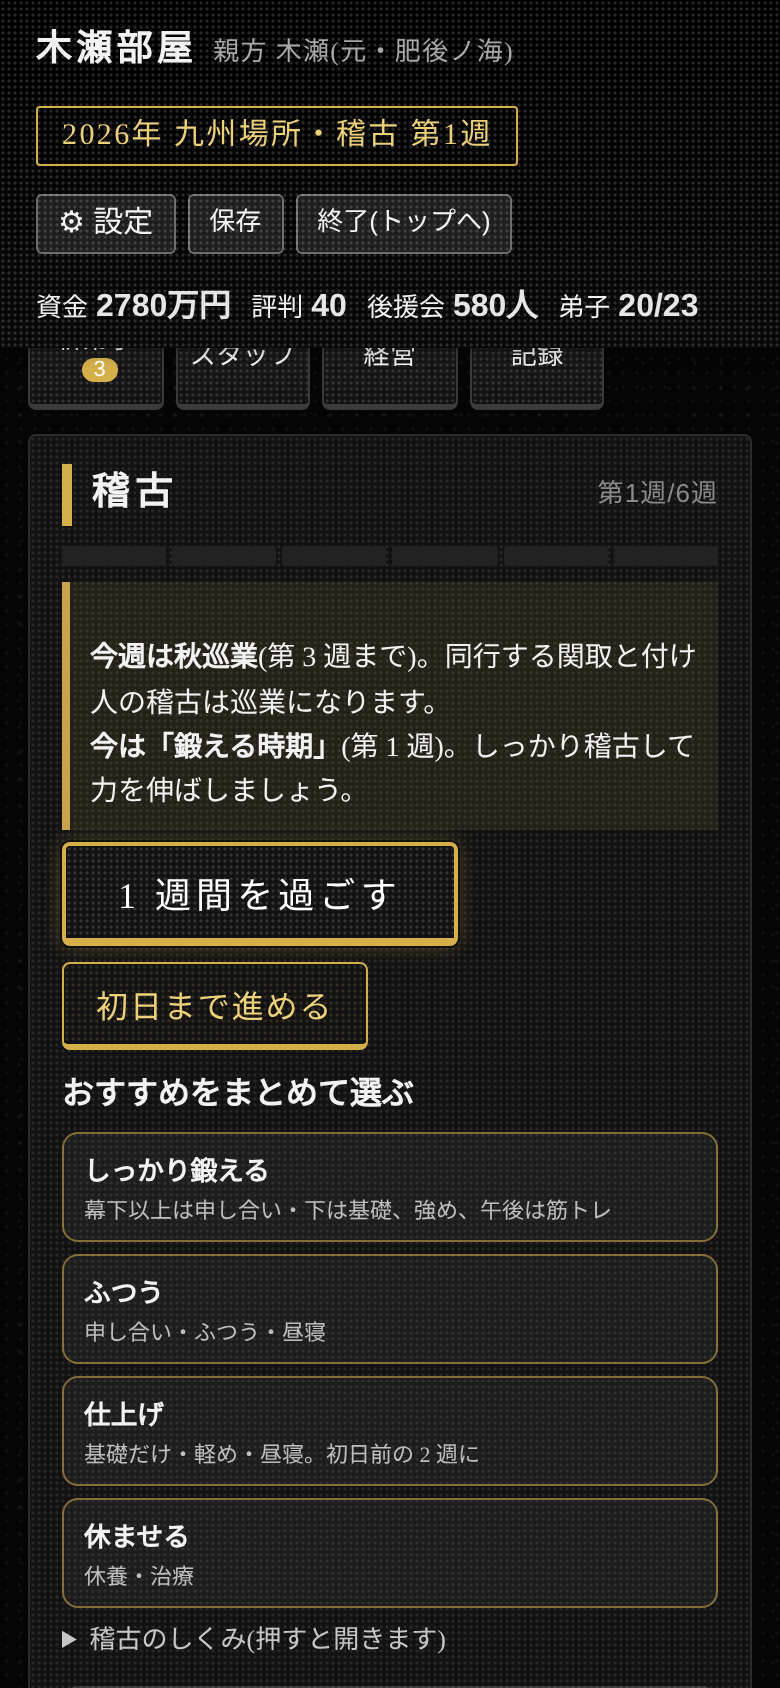 木瀬部屋 親方 木瀬(元・肥後ノ海)
2026年 九州場所・稽古 第1週
⚙ 設定 保存 終了(トップへ)
資金 2780万円 評判 40 後援会 580人 弟子 20/23
スタッフ 経営 記録
3
稽古 第1週/6週
今週は秋巡業(第 3 週まで)。同行する関取と付け
人の稽古は巡業になります。
今は「鍛える時期」(第 1 週)。しっかり稽古して
力を伸ばしましょう。
1 週間を過ごす
初日まで進める
おすすめをまとめて選ぶ
しっかり鍛える
幕下以上は申し合い・下は基礎、強め、午後は筋トレ
ふつう
申し合い・ふつう・昼寝
仕上げ
基礎だけ・軽め・昼寝。初日前の 2 週に
休ませる
休養・治療
▶ 稽古のしくみ(押すと開きます)